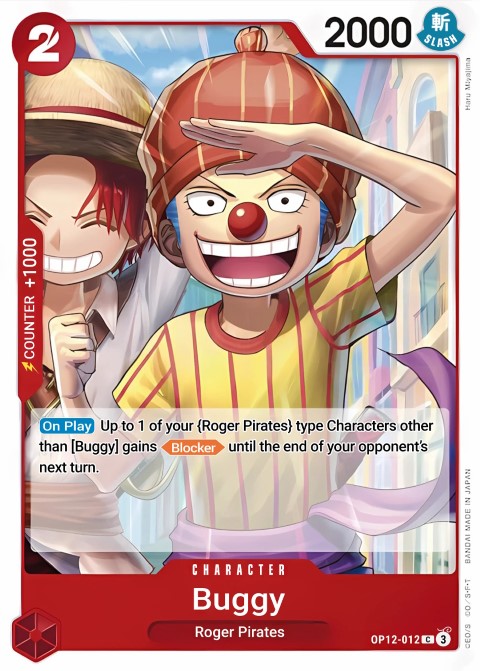 2
2000
斬
SLASH
Haru Miyajima
COUNTER +1000
On Play Up to 1 of your {Roger Pirates} type Characters other
than [Buggy] gains Blocker until the end of your opponent's
next turn.
BANDAI MADE IN JAPAN
©E.O/S. ©O/S・F・T
CHARACTER
Buggy
Roger Pirates
OP12-012 C 3